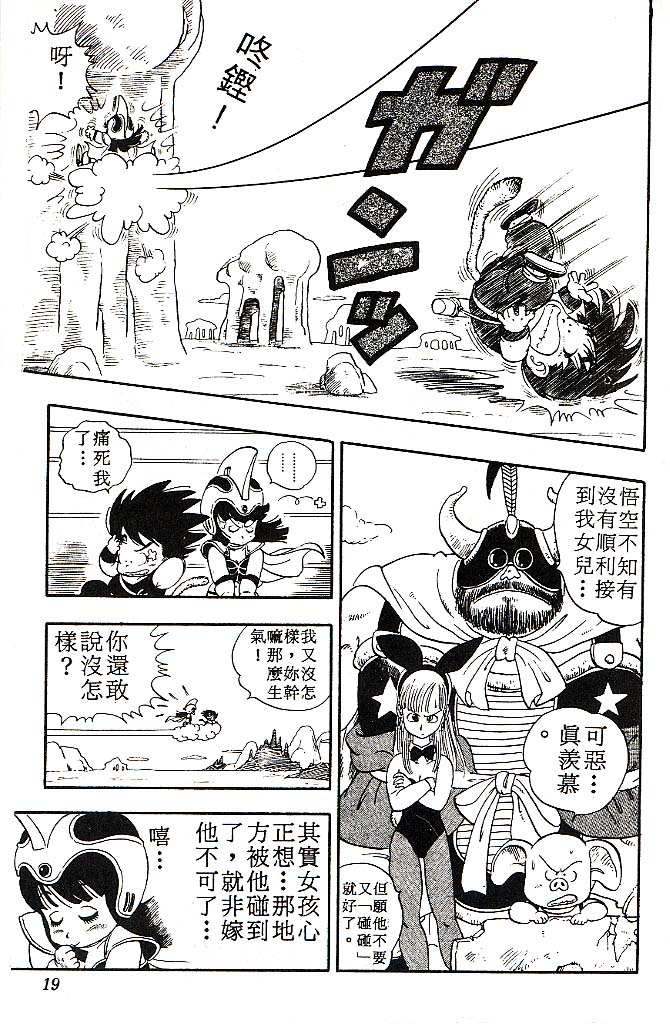 咚鏗！
ガンッ
呀！
悟空不知有
沒有順利接
到我女兒…
可惡…
眞羨慕
。
但願他不要
又「碰碰」
就好了。
……
痛死我
了…
我又沒怎
樣，妳幹
嘛那麼生
氣！
你還敢
說沒怎
樣？
其實女孩心
正想…那地
方被他碰到
了，就非嫁
他不可了…
嘻…
19